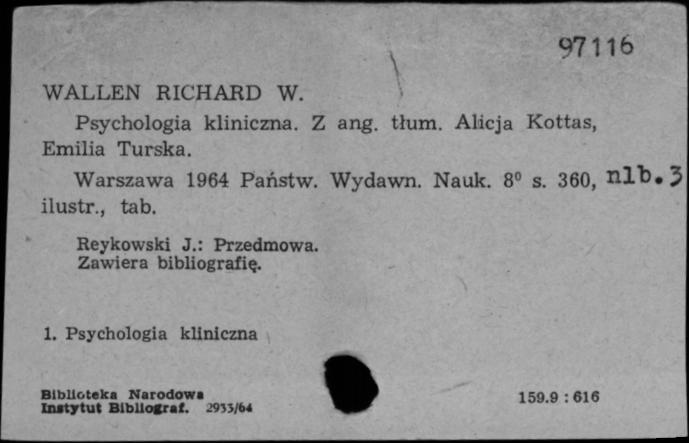 97116
WALLEN RICHARD W.
Psychologia kliniczna. Z ang. tłum. Alicja Kottas,
Emilia Turska.
Warszawa 1964 Państw. Wydawn. Nauk. 8⁰ s. 360, nlb. 3
ilustr., tab.
Reykowski J.: Przedmowa.
Zawiera bibliografię.
1. Psychologia kliniczna
Biblioteka Narodowa
Instytut Bibliograf. 2933/64
159.9 : 616